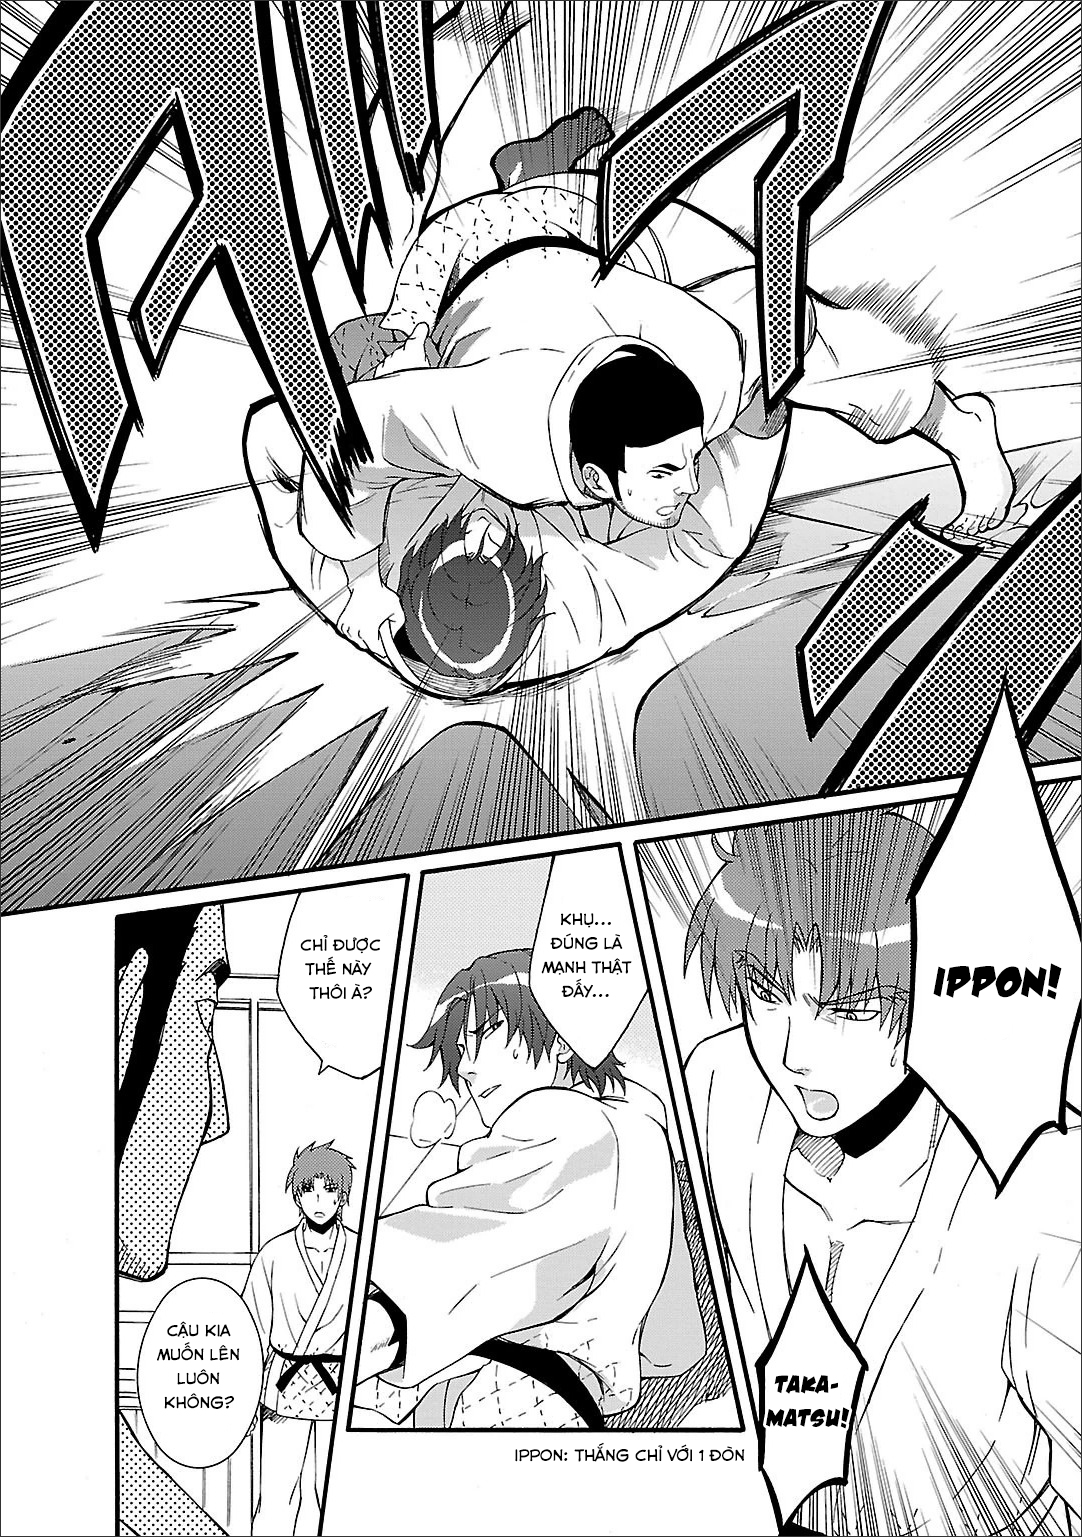 IPPON!
TAKA-
MATSU!
KHỤ...
ĐÚNG LÀ
MẠNH THẬT
ĐẤY...
IPPON: THẮNG CHỈ VỚI 1 ĐÒN
CHỈ ĐƯỢC
THẾ NÀY
THÔI À?
CẬU KIA
MUỐN LÊN
LUÔN
KHÔNG?